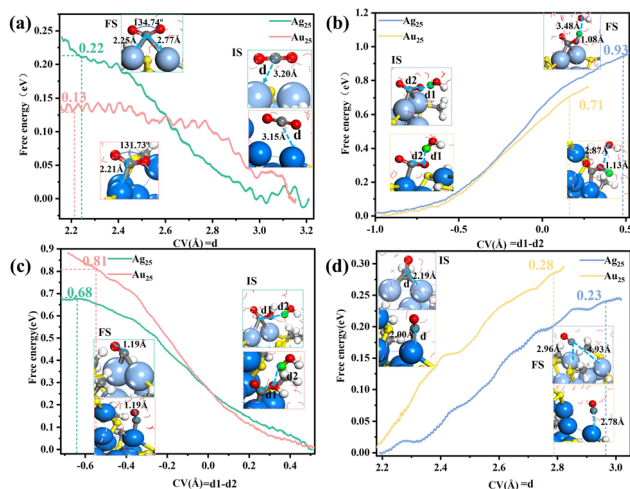 (a)
FS
134.74°
2.25Å
2.77Å
Ag25
Au25
IS
d
3.20Å
3.15Å
d
0.22
0.13
131.73°
2.21Å
0.25
0.20
0.15
0.10
0.05
0.00
Free energy (eV)
2.2
2.4
2.6
2.8
3.0
3.2
CV(Å)=d
(b)
Ag25
Au25
3.48Å
1.08Å
FS
0.93
IS
d2
d1
d2
d1
0.71
2.87Å
1.13Å
1.0
0.8
0.6
0.4
0.2
0.0
Free energy (eV)
-1.0
-0.5
0.0
0.5
CV(Å)=d1-d2
(c)
0.81
0.68
Ag25
Au25
IS
d1
d2
d2
d1
FS
1.19Å
1.19Å
0.9
0.8
0.7
0.6
0.5
0.4
0.3
0.2
0.1
0.0
Free energy(eV)
-0.6
-0.4
-0.2
0.0
0.2
0.4
CV(Å)=d1-d2
(d)
IS
2.19Å
d
2.00Å
d
0.28
0.23
Ag25
Au25
2.96Å
4.93Å
FS
2.78Å
0.30
0.25
0.20
0.15
0.10
0.05
0.00
Free energy(eV)
2.2
2.4
2.6
2.8
3.0
CV(Å)=d